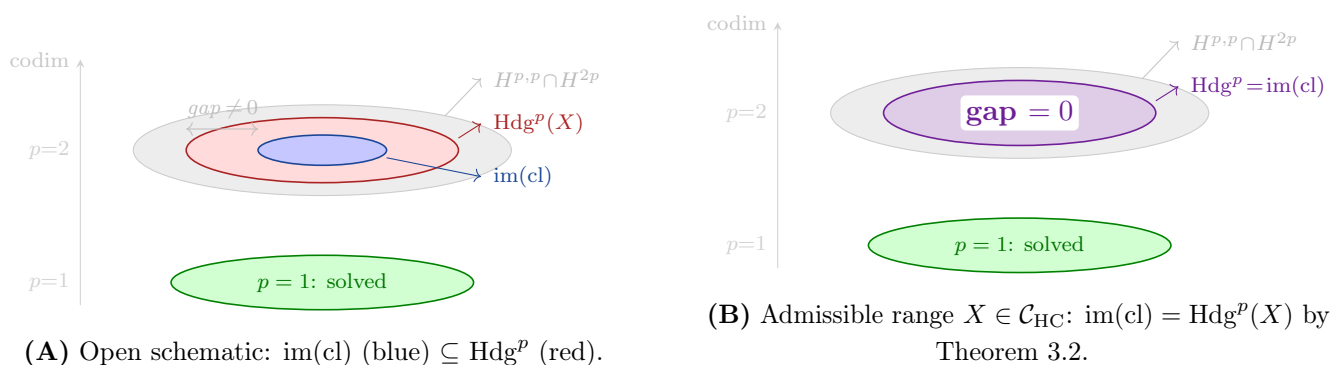 codim
H^{p,p} ∩ H^{2p}
gap ≠ 0
Hdg^p(X)
p=2
im(cl)
p=1
p = 1: solved
(A) Open schematic: im(cl) (blue) ⊆ Hdg^p (red).
codim
H^{p,p} ∩ H^{2p}
Hdg^p = im(cl)
p=2
gap = 0
p=1
p = 1: solved
(B) Admissible range X ∈ C_{HC}: im(cl) = Hdg^p(X) by
Theorem 3.2.